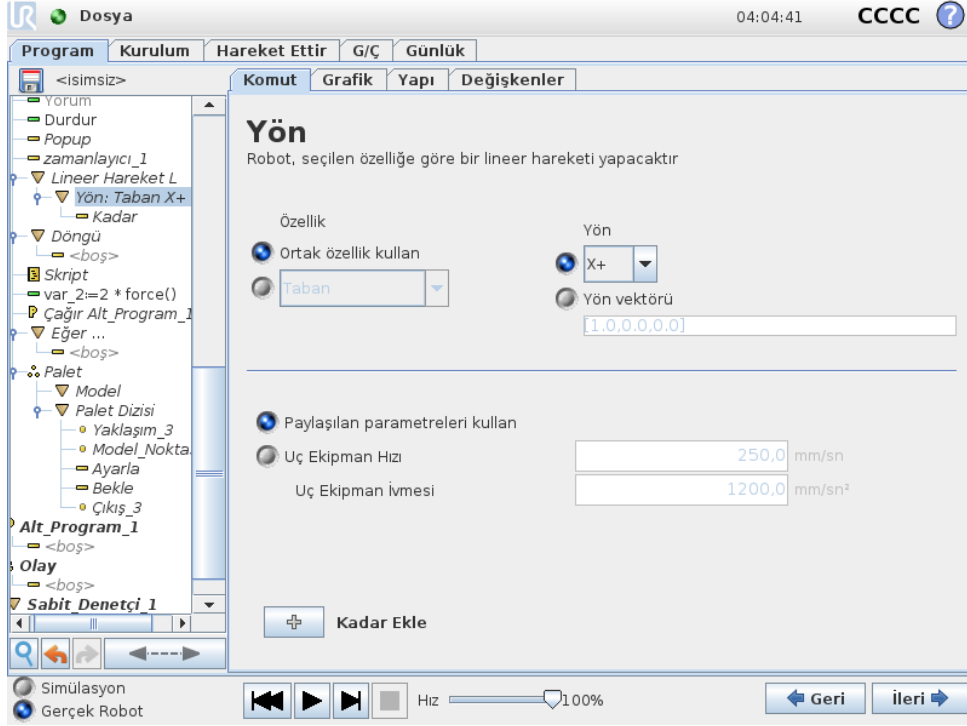 UR Dosya 04:04:41 CCCC ?
Program Kurulum Hareket Ettir G/Ç Günlük
<isimsiz>
Komut Grafik Yapı Değişkenler
Yorum
Durdur
Popup
zamanlayıcı_1
Lineer Hareket L
Yön: Taban X+
Kadar
Döngü
<boş>
Skript
var_2:=2 * force()
Çağır Alt_Program_1
Eğer ...
<boş>
Palet
Model
Palet Dizisi
Yaklaşım_3
Model_Nokta
Ayarla
Bekle
Çıkış_3
Alt_Program_1
<boş>
Olay
<boş>
Sabit_Denetçi_1
Yön
Robot, seçilen özelliğe göre bir lineer hareketi yapacaktır
Özellik
Ortak özellik kullan
Taban
Yön
X+
Yön vektörü
[1.0,0.0,0.0]
Paylaşılan parametreleri kullan
Uç Ekipman Hızı 250,0 mm/sn
Uç Ekipman İvmesi 1200,0 mm/sn²
Kadar Ekle
Simülasyon
Gerçek Robot
Hız 100%
Geri İleri